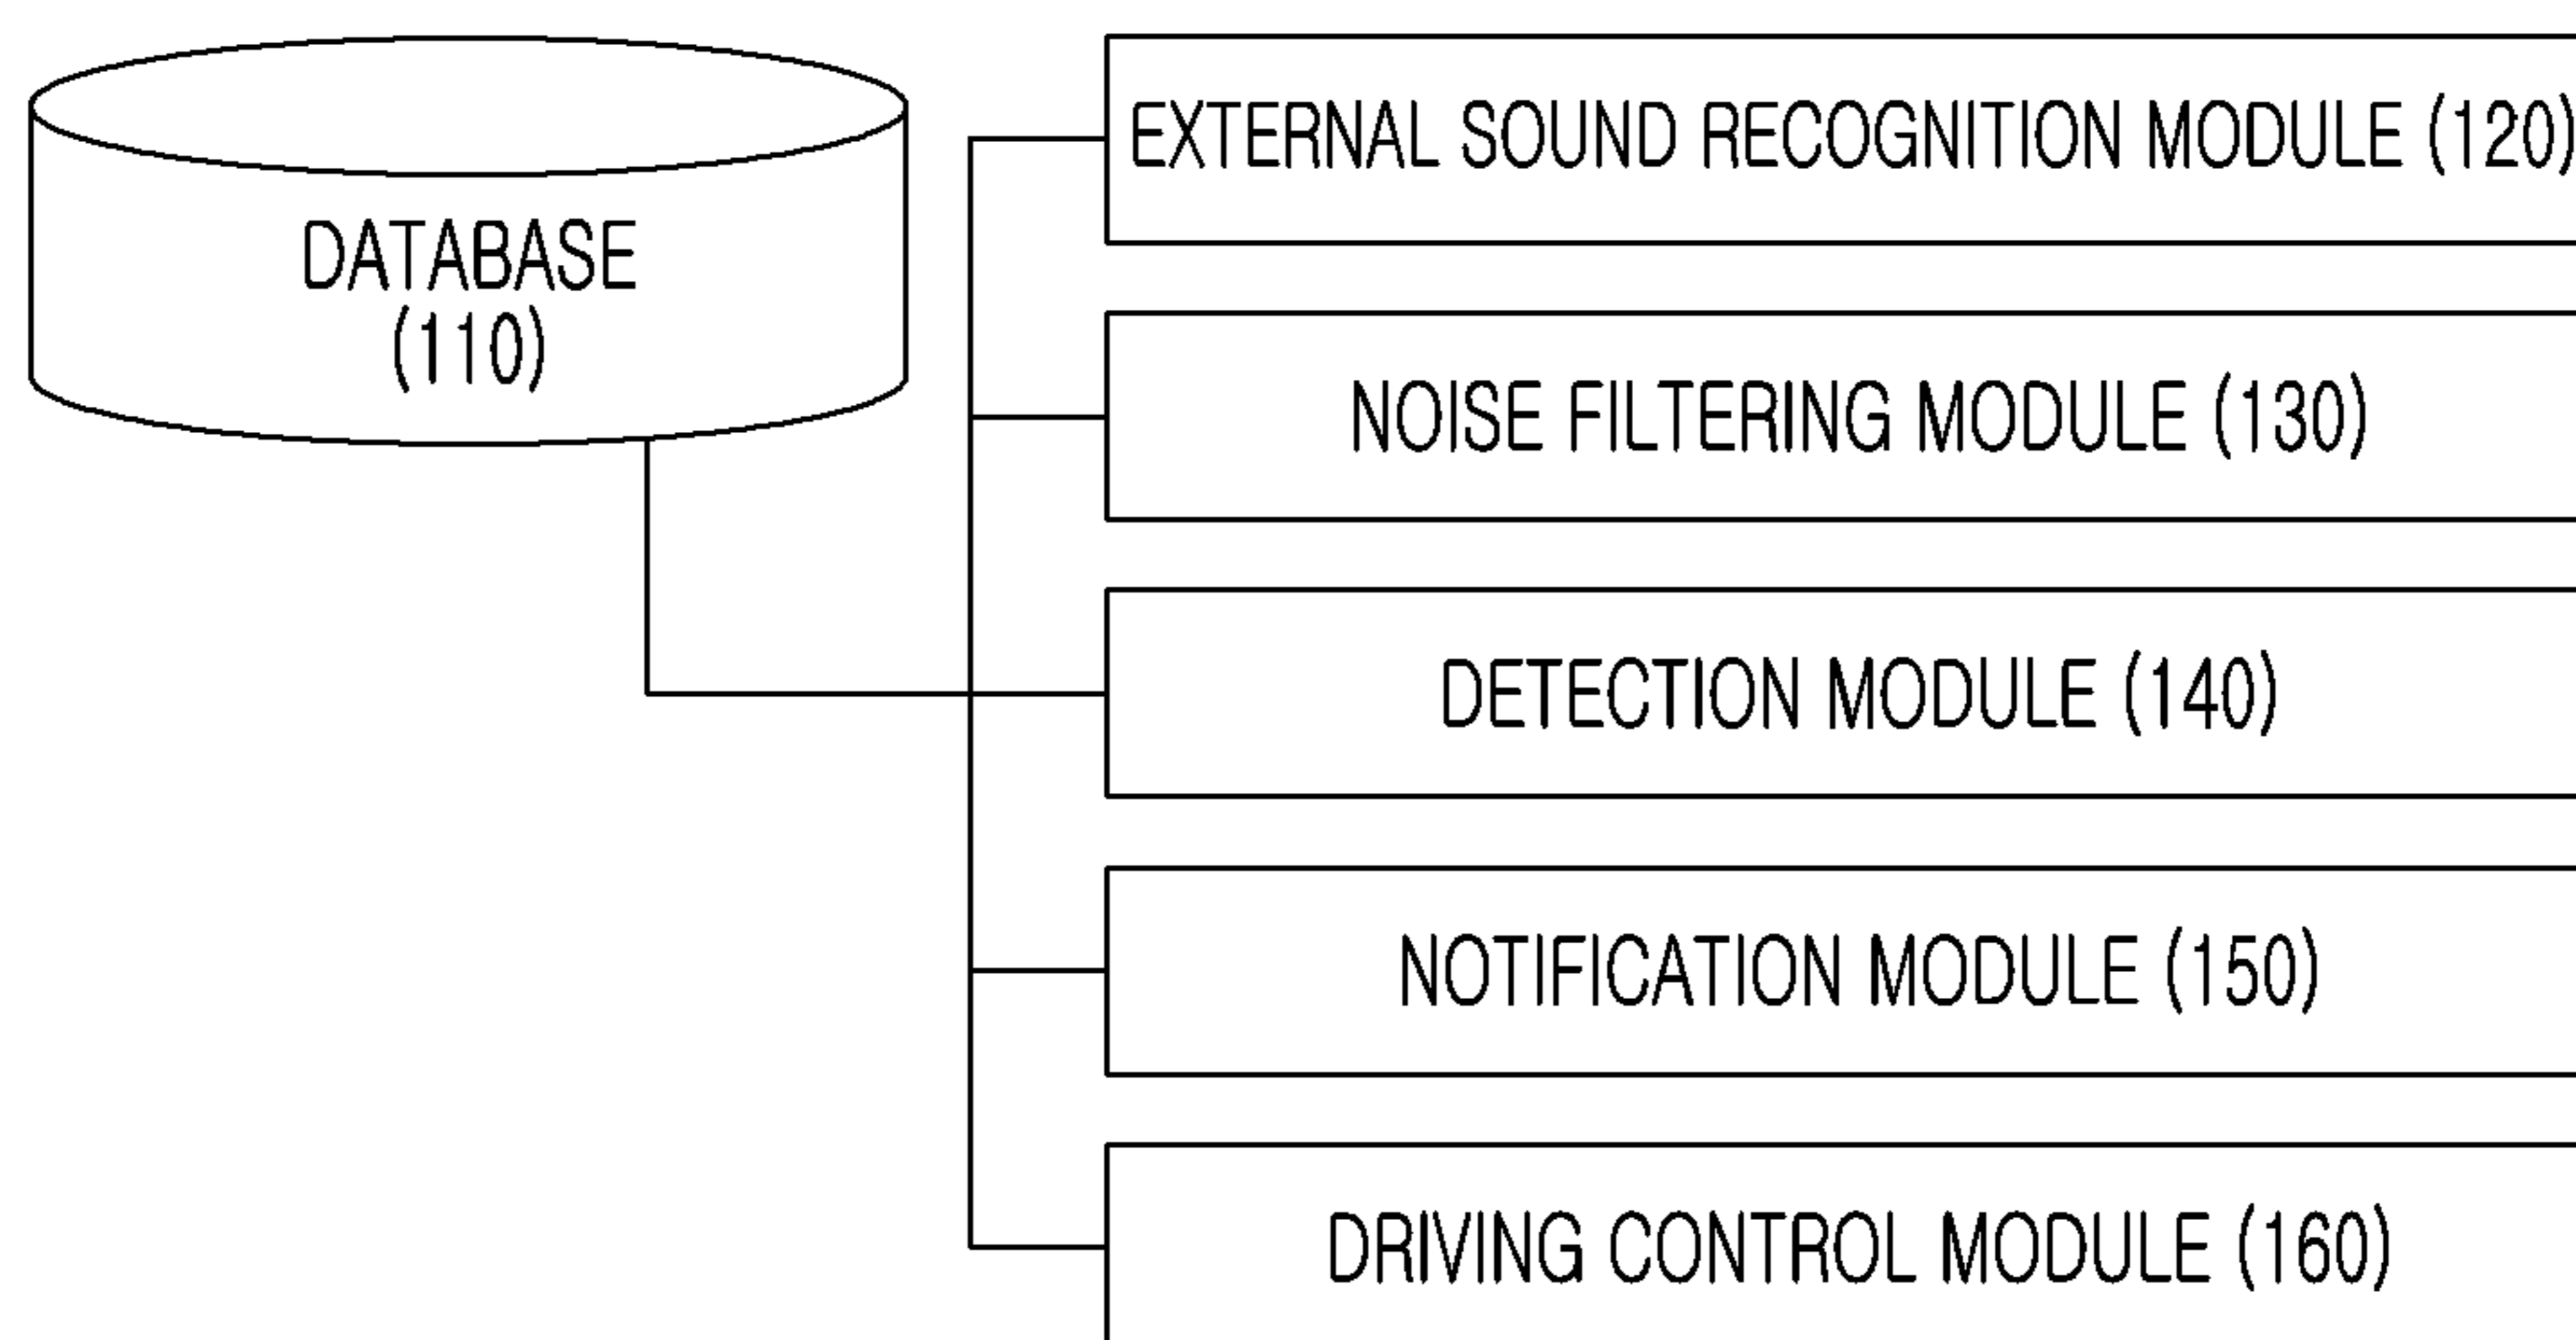 DATABASE
(110)
EXTERNAL SOUND RECOGNITION MODULE (120)
NOISE FILTERING MODULE (130)
DETECTION MODULE (140)
NOTIFICATION MODULE (150)
DRIVING CONTROL MODULE (160)